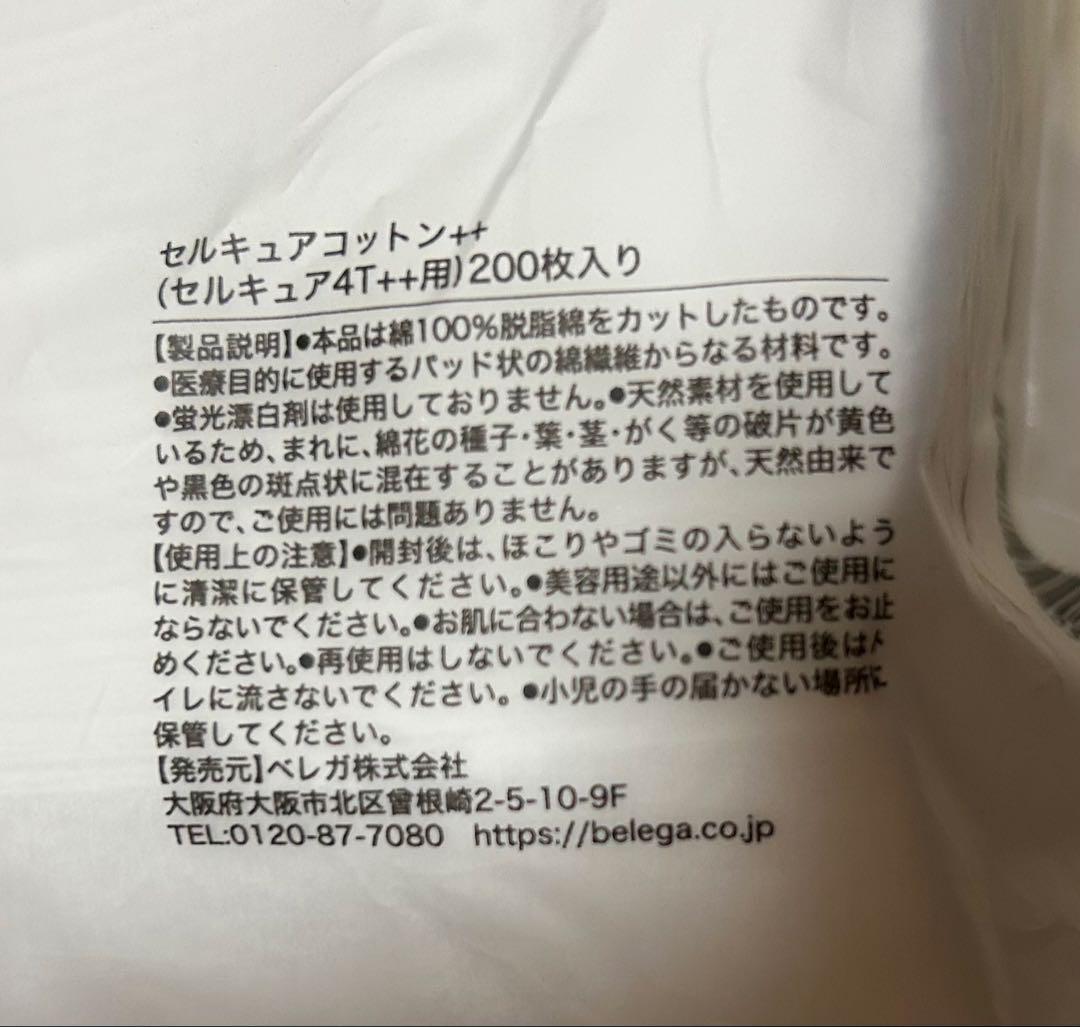 セルキュアコットン++
(セルキュア4T++用)200枚入り
【製品説明】●本品は綿100%脱脂綿をカットしたものです。
●医療目的に使用するパッド状の綿繊維からなる材料です。
●蛍光漂白剤は使用しておりません。●天然素材を使用して
いるため、まれに、綿花の種子・葉・茎・がく等の破片が黄色
や黒色の斑点状に混在することがありますが、天然由来で
すので、ご使用には問題ありません。
【使用上の注意】●開封後は、ほこりやゴミの入らないよう
に清潔に保管してください。●美容用途以外にはご使用に
ならないでください。●お肌に合わない場合は、ご使用をお止
めください。●再使用はしないでください。●ご使用後はト
イレに流さないでください。●小児の手の届かない場所に
保管してください。
【発売元】ベレガ株式会社
大阪府大阪市北区曾根崎2-5-10-9F
TEL:0120-87-7080 https://belega.co.jp